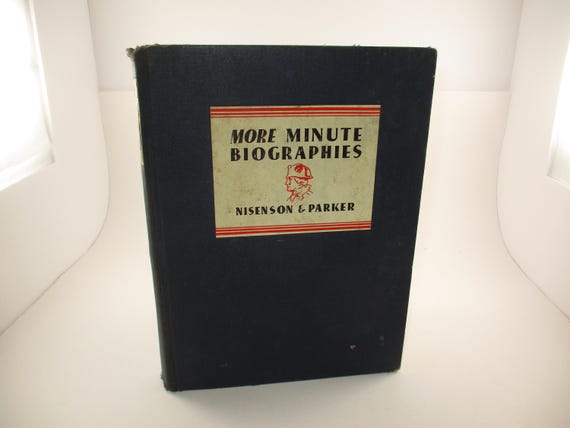 MORE MINUTE
BIOGRAPHIES
NISENSON & PARKER